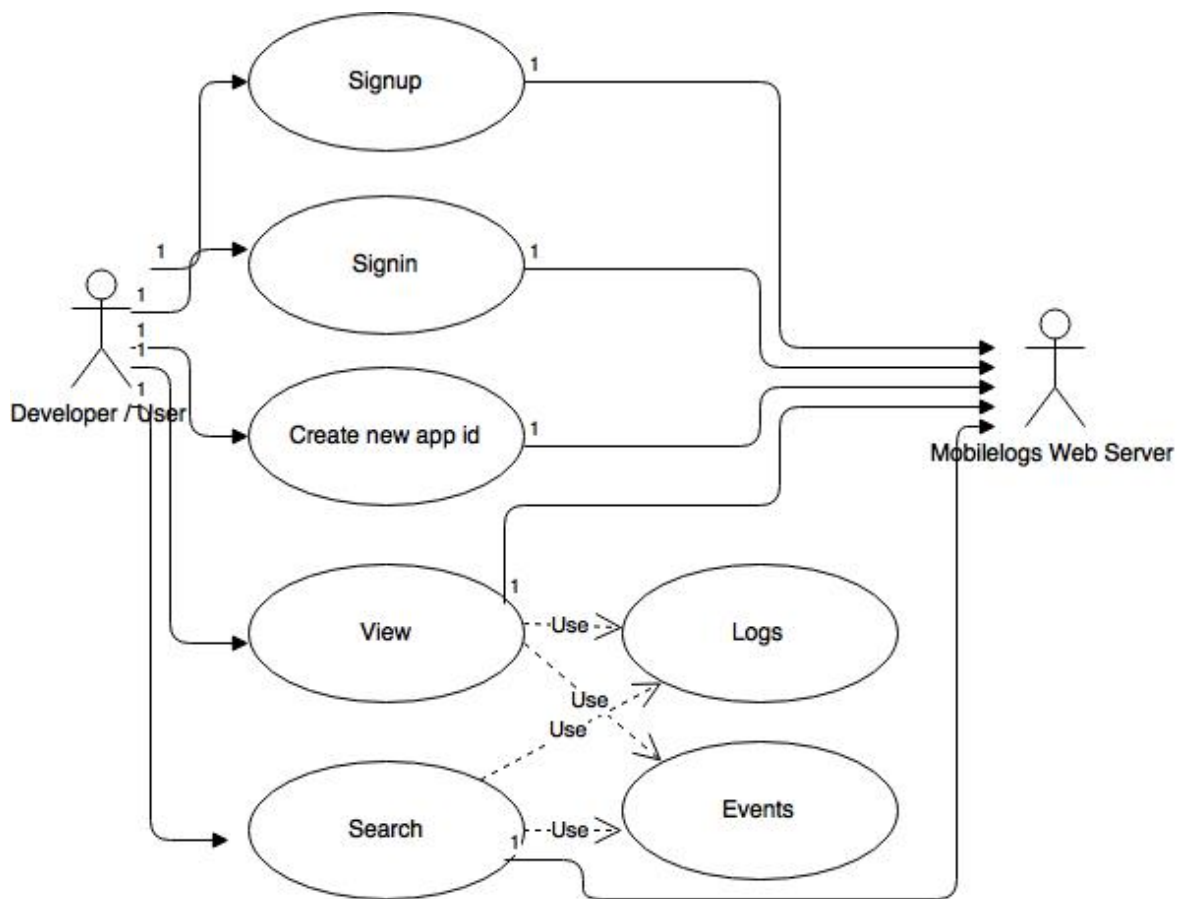 1
Signup
1
1
Signin
1
1
1
1
1
Developer / User
Create new app id
1
Mobilelogs Web Server
1
View
Use
Logs
Use
Use
Search
1
Use
Events